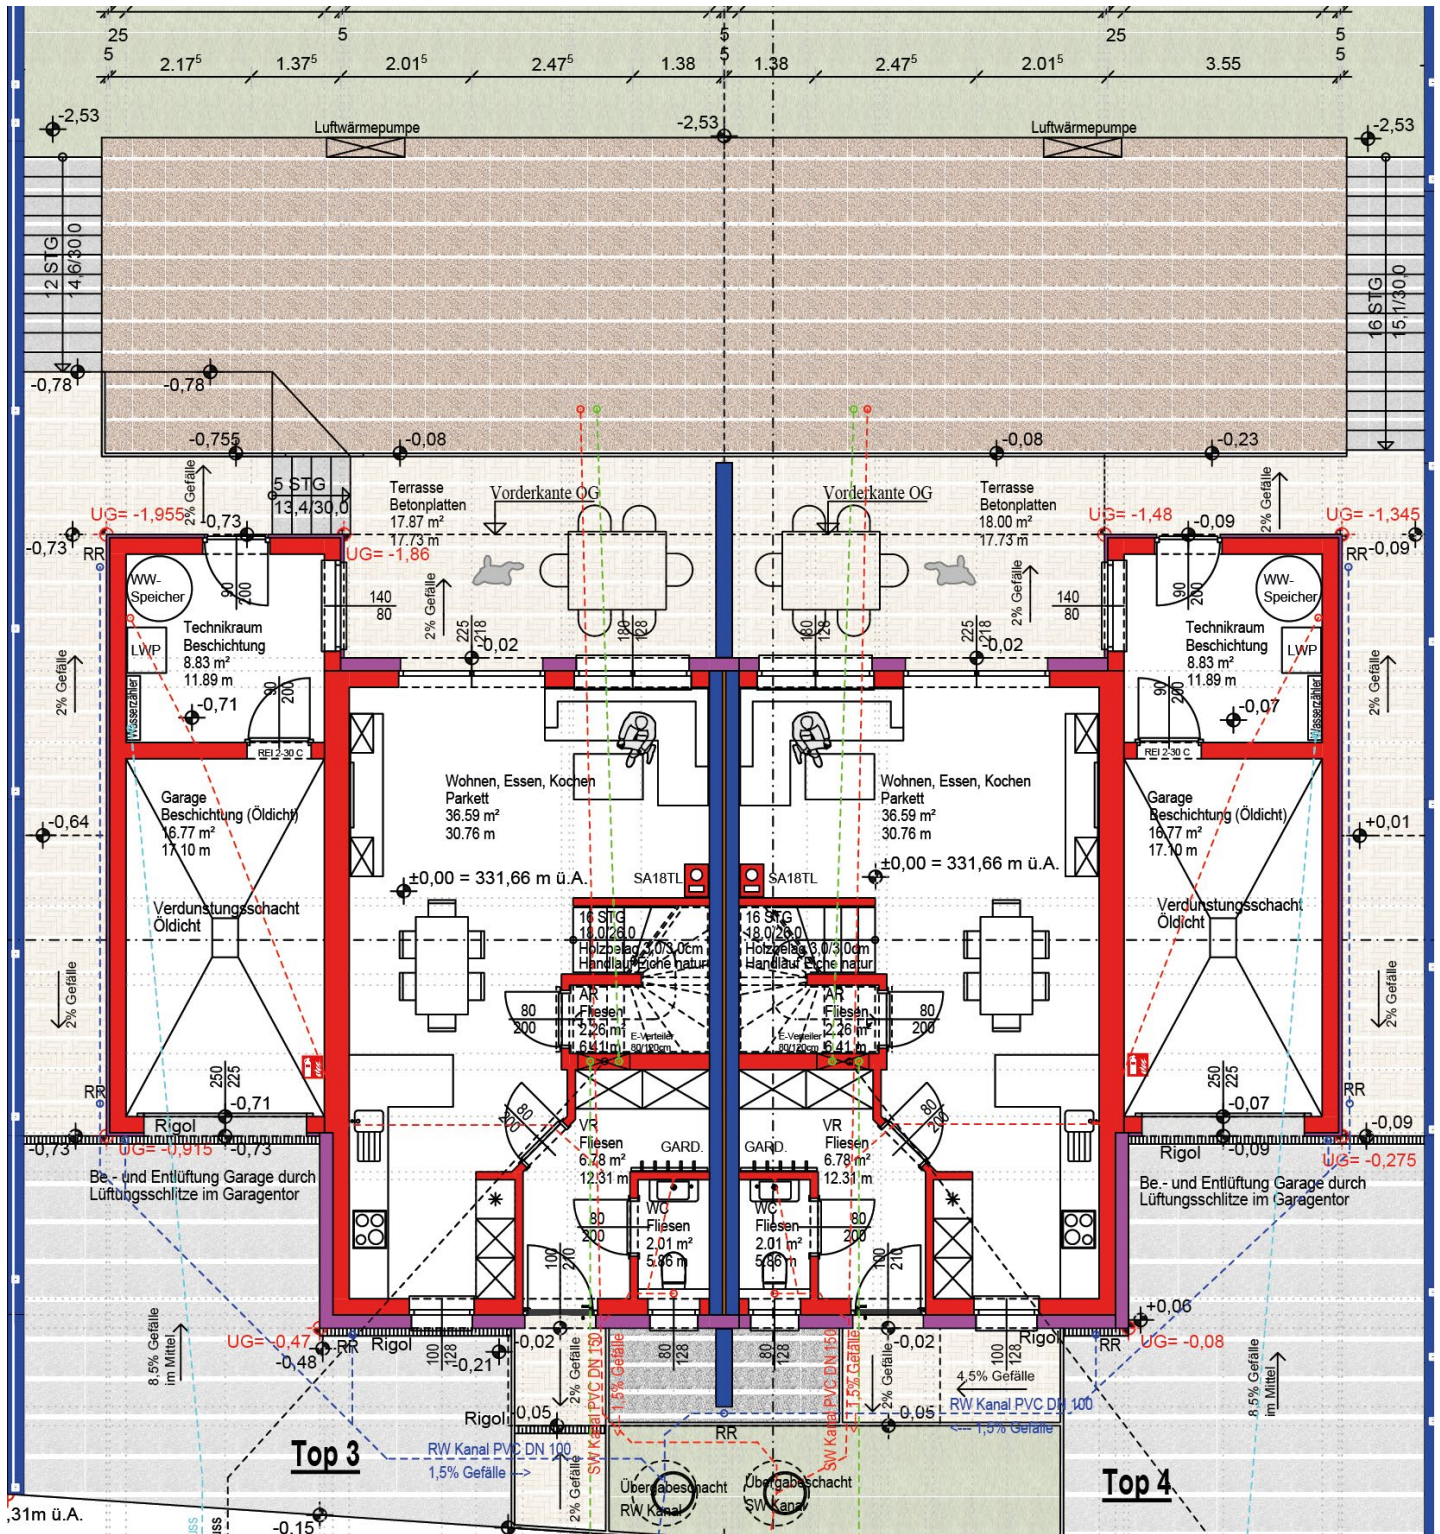 25
5
5
5
5
25
5
5
2.17⁵
1.37⁵
2.01⁵
2.47⁵
1.38
1.38
2.47⁵
2.01⁵
3.55
-2,53
Luftwärmepumpe
-2,53
Luftwärmepumpe
-2,53
12 STG
14,6/30,0
16 STG
15,1/30,0
-0,78
-0,78
-0,755
-0,08
-0,08
-0,23
2% Gefälle
5 STG
13,4/30,0
Terrasse
Betonplatten
17.87 m²
17.73 m
Vorderkante OG
Vorderkante OG
Terrasse
Betonplatten
18.00 m²
17.73 m
2% Gefälle
UG= -1,955
-0,73
-0,73
RR
UG= -1,86
UG= -1,48
-0,09
UG= -1,345
RR
-0,09
WW-
Speicher
90
200
140
80
2% Gefälle
2% Gefälle
140
80
90
200
WW-
Speicher
Technikraum
Beschichtung
8.83 m²
11.89 m
LWP
Wasserzähler
-0,71
90
200
REI 2-30 C
2% Gefälle
225
218
-0,02
180
128
180
128
225
218
-0,02
Technikraum
Beschichtung
8.83 m²
11.89 m
LWP
Wasserzähler
-0,07
90
200
REI 2-30 C
2% Gefälle
Wohnen, Essen, Kochen
Parkett
36.59 m²
30.76 m
Wohnen, Essen, Kochen
Parkett
36.59 m²
30.76 m
Garage
Beschichtung (Öldicht)
16.77 m²
17.10 m
Garage
Beschichtung (Öldicht)
16.77 m²
17.10 m
-0,64
+0,01
±0,00 = 331,66 m ü.A.
SA18TL
SA18TL
±0,00 = 331,66 m ü.A.
Verdunstungsschacht
Öldicht
Verdunstungsschacht
Öldicht
16 STG
18.0/26.0
Holzbelag 3,0/3,0cm
Handlauf Eiche natur
16 STG
18.0/26.0
Holzbelag 3,0/3,0cm
Handlauf Eiche natur
2% Gefälle
2% Gefälle
80
200
AR
Fliesen
2.26 m²
6.41 m
E-Verteiler
80/120cm
E-Verteiler
80/120cm
AR
Fliesen
2.26 m²
6.41 m
80
200
RR
250
225
-0,71
Rigol
80
200
VR
Fliesen
6.78 m²
12.31 m
GARD.
GARD.
VR
Fliesen
6.78 m²
12.31 m
80
200
250
225
-0,07
Rigol
RR
-0,73
UG= -0,915
-0,73
-0,09
-0,09
UG= -0,275
Be.- und Entlüftung Garage durch
Lüftungsschlitze im Garagentor
Be.- und Entlüftung Garage durch
Lüftungsschlitze im Garagentor
80
200
WC
Fliesen
2.01 m²
5.86 m
WC
Fliesen
2.01 m²
5.86 m
80
200
100
210
100
210
8.5% Gefälle
im Mittel
UG= -0,47
-0,48
RR
Rigol
100
128
-0,21
-0,02
80
128
80
128
-0,02
100
128
Rigol
RR
+0,06
UG= -0,08
8.5% Gefälle
im Mittel
2% Gefälle
SW Kanal PVC DN 150
<--- 1,5% Gefälle
SW Kanal PVC DN 150
<--- 1,5% Gefälle
2% Gefälle
4,5% Gefälle
RW Kanal PVC DN 100
<--- 1,5% Gefälle
Rigol
0,05
0,05
RR
Top 3
RW Kanal PVC DN 100
1,5% Gefälle --->
2% Gefälle
Übergabeschacht
RW Kanal
Übergabeschacht
SW Kanal
Top 4
,31m ü.A.
-0,15